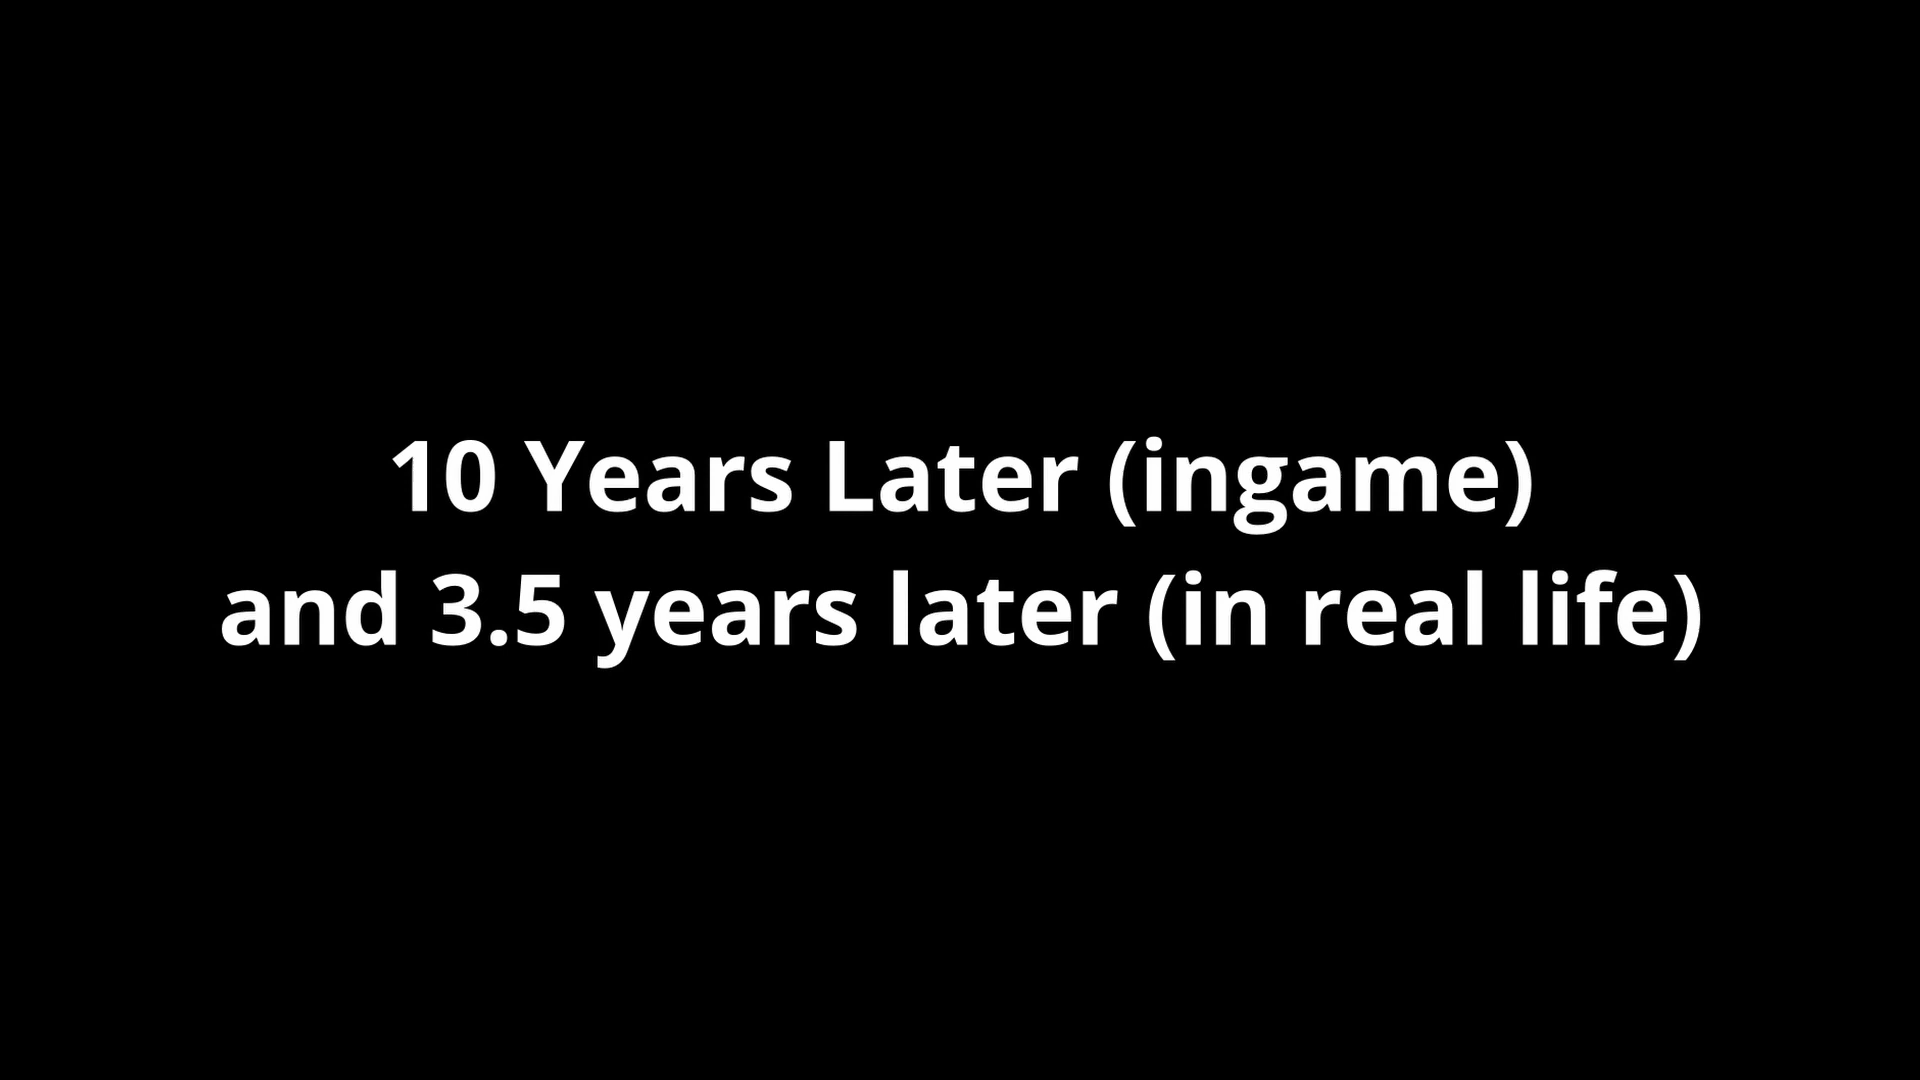 10 Years Later (ingame)
and 3.5 years later (in real life)